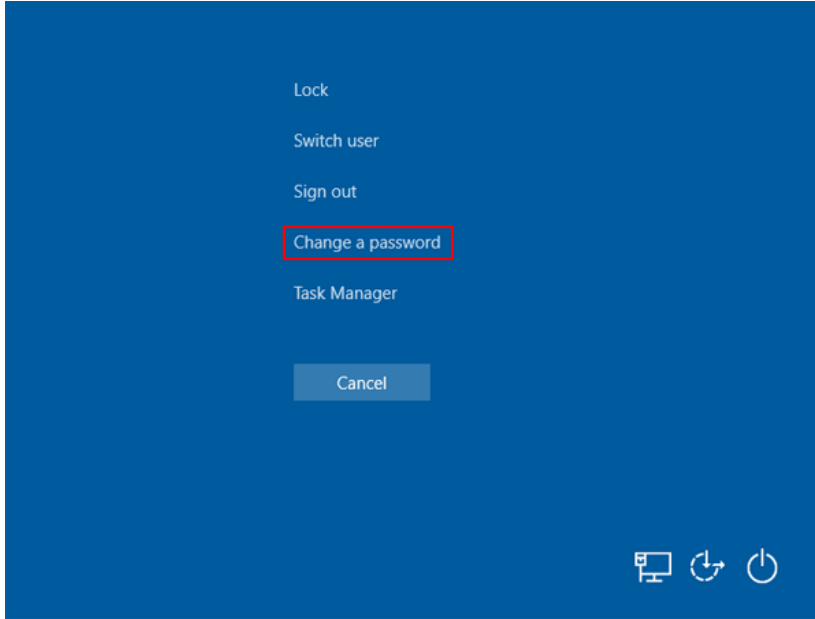 Lock
Switch user
Sign out
Change a password
Task Manager
Cancel